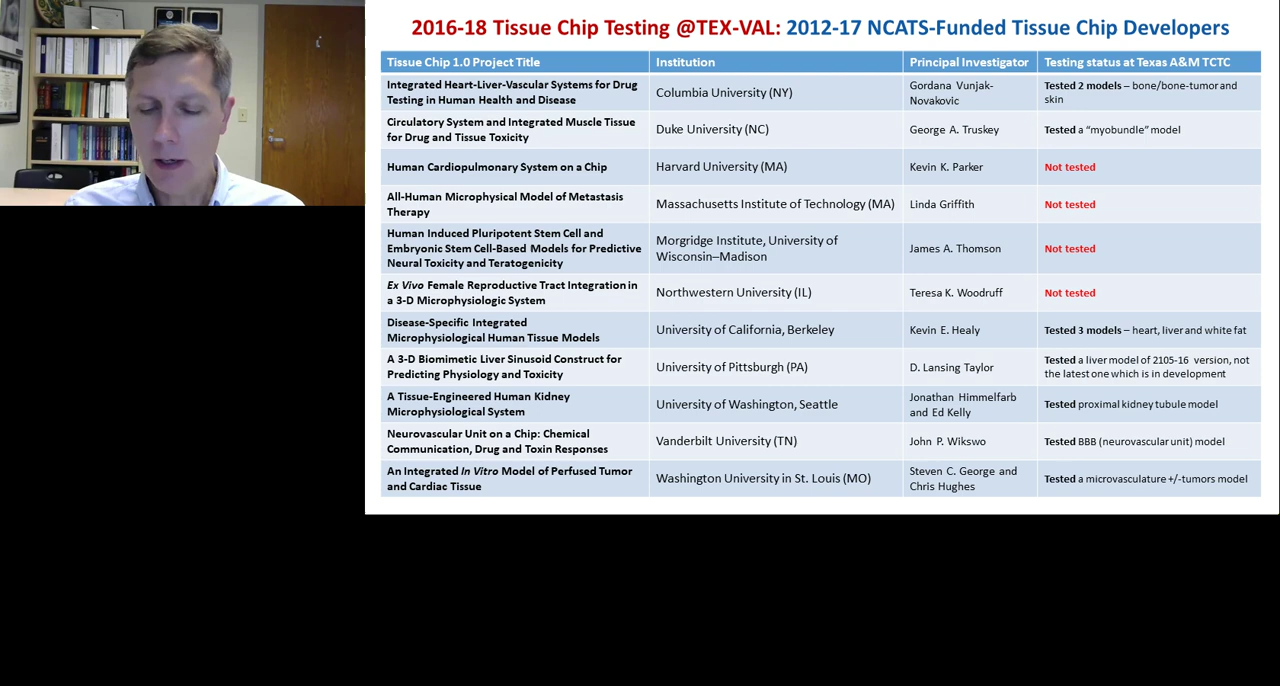 2016-18 Tissue Chip Testing @TEX-VAL: 2012-17 NCATS-Funded Tissue Chip Developers
Tissue Chip 1.0 Project Title
Institution
Principal Investigator
Testing status at Texas A&M TCTC
Integrated Heart-Liver-Vascular Systems for Drug
Testing in Human Health and Disease
Columbia University (NY)
Gordana Vunjak-
Novakovic
Tested 2 models – bone/bone-tumor and
skin
Circulatory System and Integrated Muscle Tissue
for Drug and Tissue Toxicity
Duke University (NC)
George A. Truskey
Tested a “myobundle” model
Human Cardiopulmonary System on a Chip
Harvard University (MA)
Kevin K. Parker
Not tested
All-Human Microphysical Model of Metastasis
Therapy
Massachusetts Institute of Technology (MA)
Linda Griffith
Not tested
Human Induced Pluripotent Stem Cell and
Embryonic Stem Cell-Based Models for Predictive
Neural Toxicity and Teratogenicity
Morgridge Institute, University of
Wisconsin–Madison
James A. Thomson
Not tested
Ex Vivo Female Reproductive Tract Integration in
a 3-D Microphysiologic System
Northwestern University (IL)
Teresa K. Woodruff
Not tested
Disease-Specific Integrated
Microphysiological Human Tissue Models
University of California, Berkeley
Kevin E. Healy
Tested 3 models – heart, liver and white fat
A 3-D Biomimetic Liver Sinusoid Construct for
Predicting Physiology and Toxicity
University of Pittsburgh (PA)
D. Lansing Taylor
Tested a liver model of 2105-16 version, not
the latest one which is in development
A Tissue-Engineered Human Kidney
Microphysiological System
University of Washington, Seattle
Jonathan Himmelfarb
and Ed Kelly
Tested proximal kidney tubule model
Neurovascular Unit on a Chip: Chemical
Communication, Drug and Toxin Responses
Vanderbilt University (TN)
John P. Wikswo
Tested BBB (neurovascular unit) model
An Integrated In Vitro Model of Perfused Tumor
and Cardiac Tissue
Washington University in St. Louis (MO)
Steven C. George and
Chris Hughes
Tested a microvasculature +/-tumors model